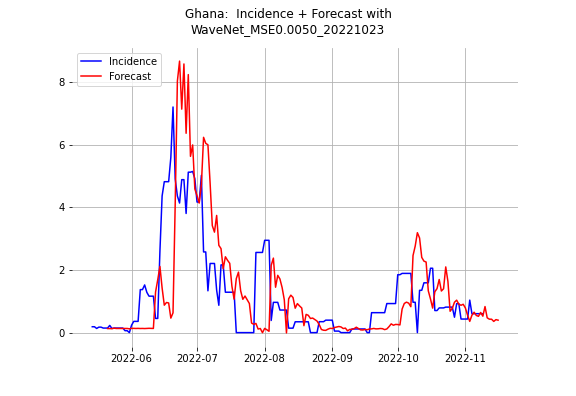 Ghana:  Incidence + Forecast with
WaveNet_MSE0.0050_20221023
Incidence
Forecast
8
6
4
2
0
2022-06
2022-07
2022-08
2022-09
2022-10
2022-11